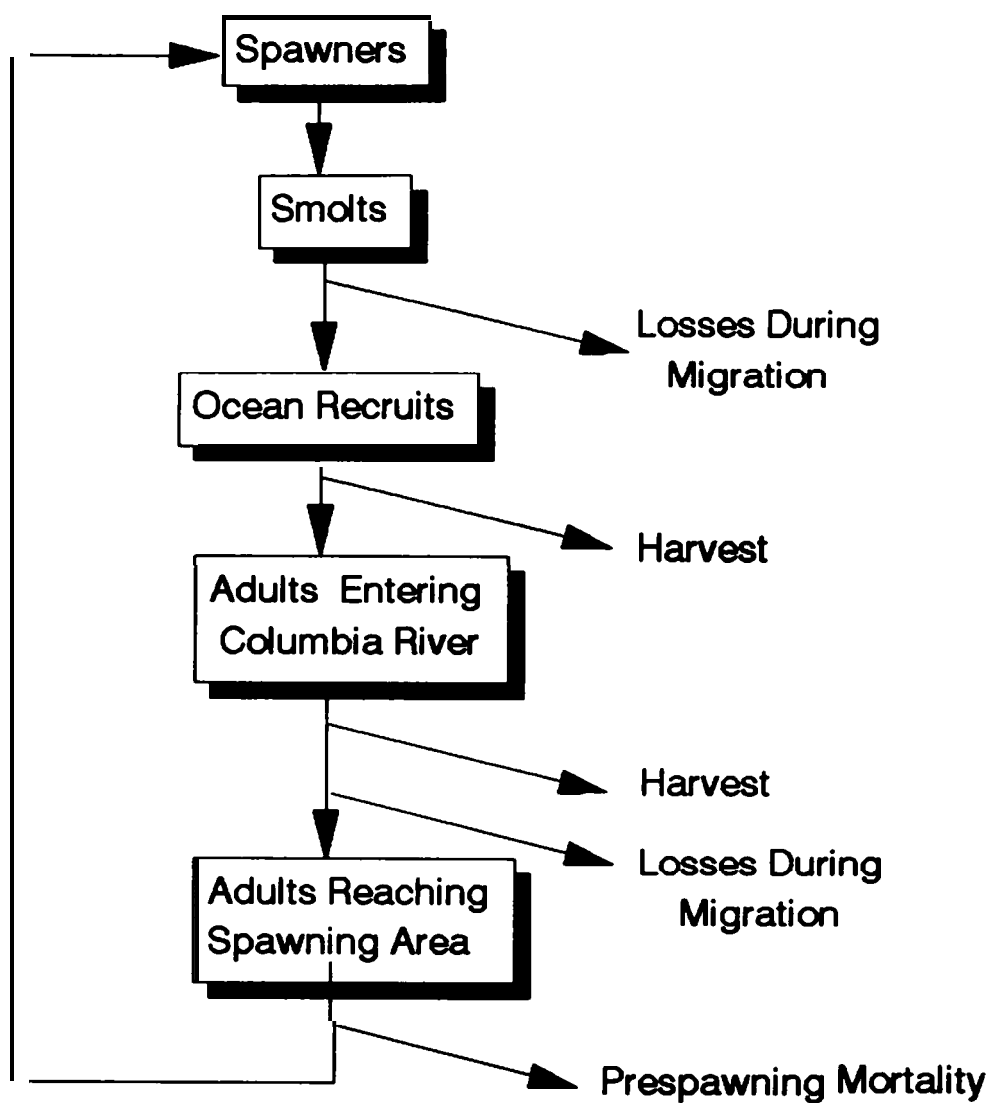 Spawners
Smolts
Losses During
Migration
Ocean Recruits
Harvest
Adults Entering
Columbia River
Harvest
Losses During
Migration
Adults Reaching
Spawning Area
Prespawning Mortality